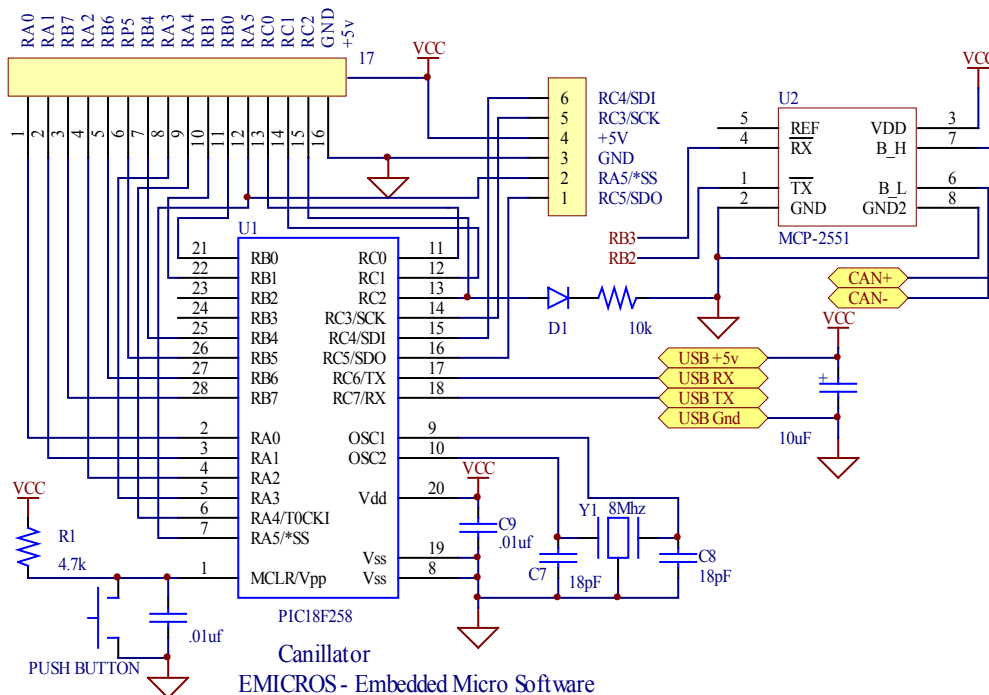 RA0 RA1 RB7 RA2 RB6 RP5 RB4 RA3 RA4 RB1 RB0 RA5 RC0 RC1 RC2 GND +5v
17
1 2 3 4 5 6 7 8 9 10 11 12 13 14 15 16
VCC
6 RC4/SDI
5 RC3/SCK
4 +5V
3 GND
2 RA5/*SS
1 RC5/SDO
VCC
U2
5 REF VDD 3
4 RX B_H 7
1 TX B_L 6
2 GND GND2 8
MCP-2551
RB3
RB2
CAN+
CAN-
U1
21 RB0 RC0 11
22 RB1 RC1 12
23 RB2 RC2 13
24 RB3 RC3/SCK 14
25 RB4 RC4/SDI 15
26 RB5 RC5/SDO 16
27 RB6 RC6/TX 17
28 RB7 RC7/RX 18
2 RA0 OSC1 9
3 RA1 OSC2 10
4 RA2
5 RA3 Vdd 20
6 RA4/T0CKI
7 RA5/*SS
Vss 19
1 MCLR/Vpp Vss 8
PIC18F258
D1
10k
VCC
USB +5v
USB RX
USB TX
USB Gnd
+
10uF
VCC
R1
4.7k
.01uf
PUSH BUTTON
VCC
C9
.01uf
Y1
8Mhz
C7
18pF
C8
18pF
Canillator
EMICROS - Embedded Micro Software